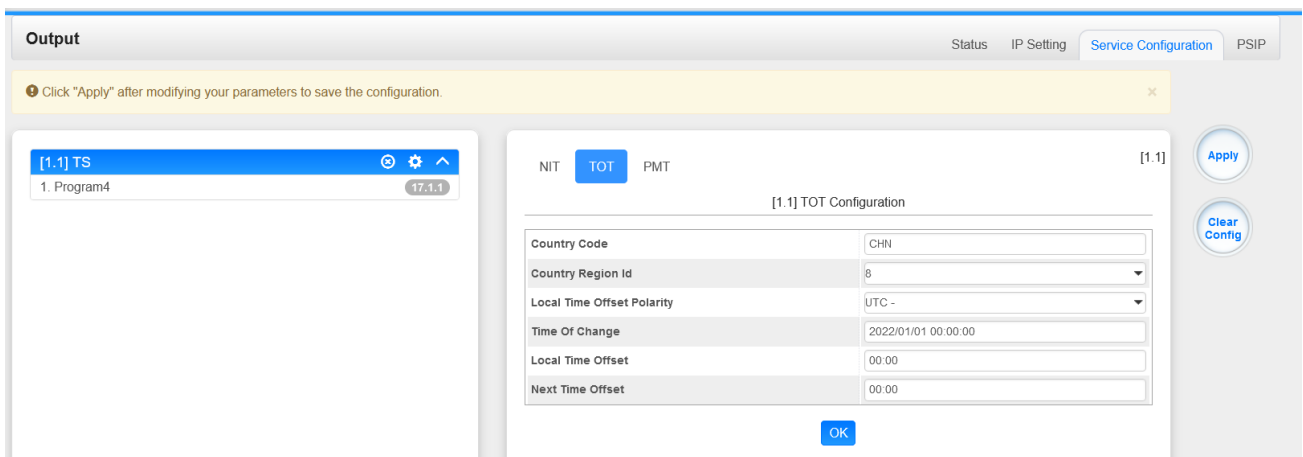 Output
Status IP Setting Service Configuration PSIP
Click "Apply" after modifying your parameters to save the configuration. ×
[1.1] TS
1. Program4 17.1.1
NIT TOT PMT [1.1]
[1.1] TOT Configuration
Country Code CHN
Country Region Id 8
Local Time Offset Polarity UTC -
Time Of Change 2022/01/01 00:00:00
Local Time Offset 00:00
Next Time Offset 00:00
OK
Apply
Clear
Config